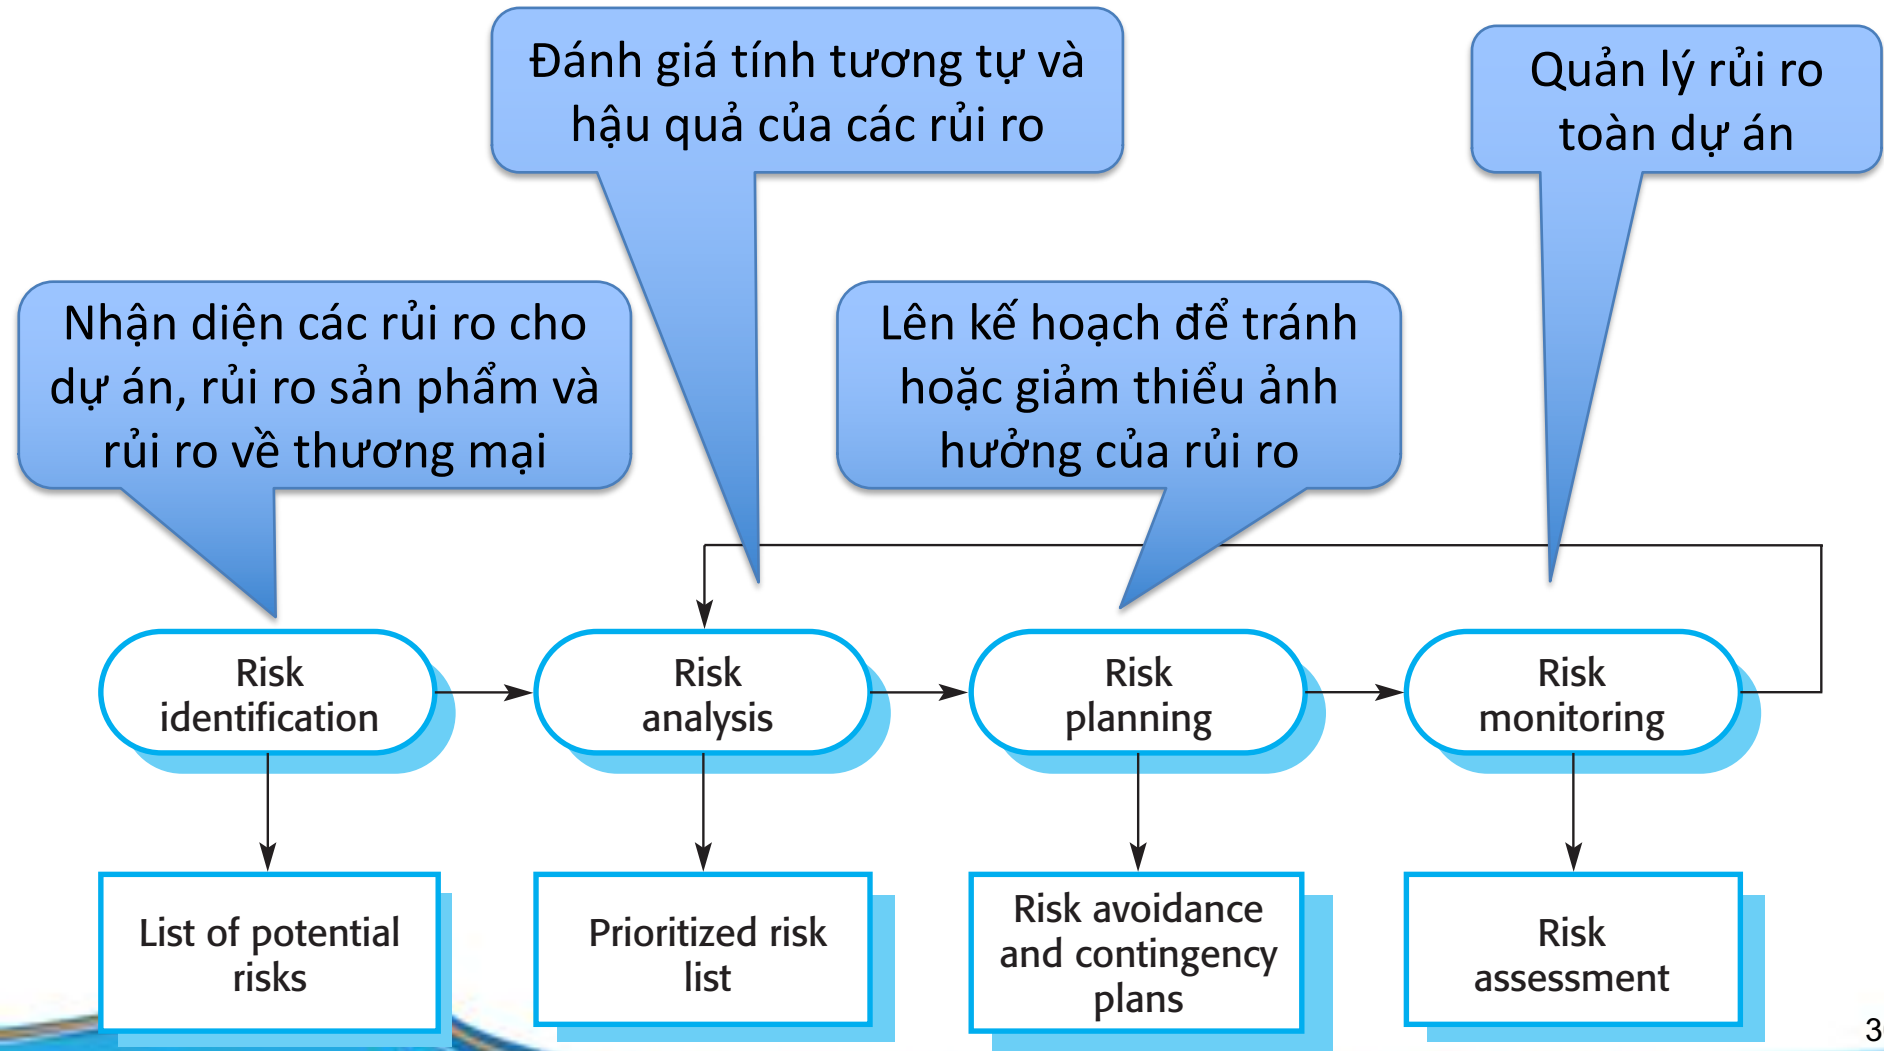 Đánh giá tính tương tự và
hậu quả của các rủi ro
Quản lý rủi ro
toàn dự án
Nhận diện các rủi ro cho
dự án, rủi ro sản phẩm và
rủi ro về thương mại
Lên kế hoạch để tránh
hoặc giảm thiểu ảnh
hưởng của rủi ro
Risk
identification
Risk
analysis
Risk
planning
Risk
monitoring
List of potential
risks
Prioritized risk
list
Risk avoidance
and contingency
plans
Risk
assessment
3